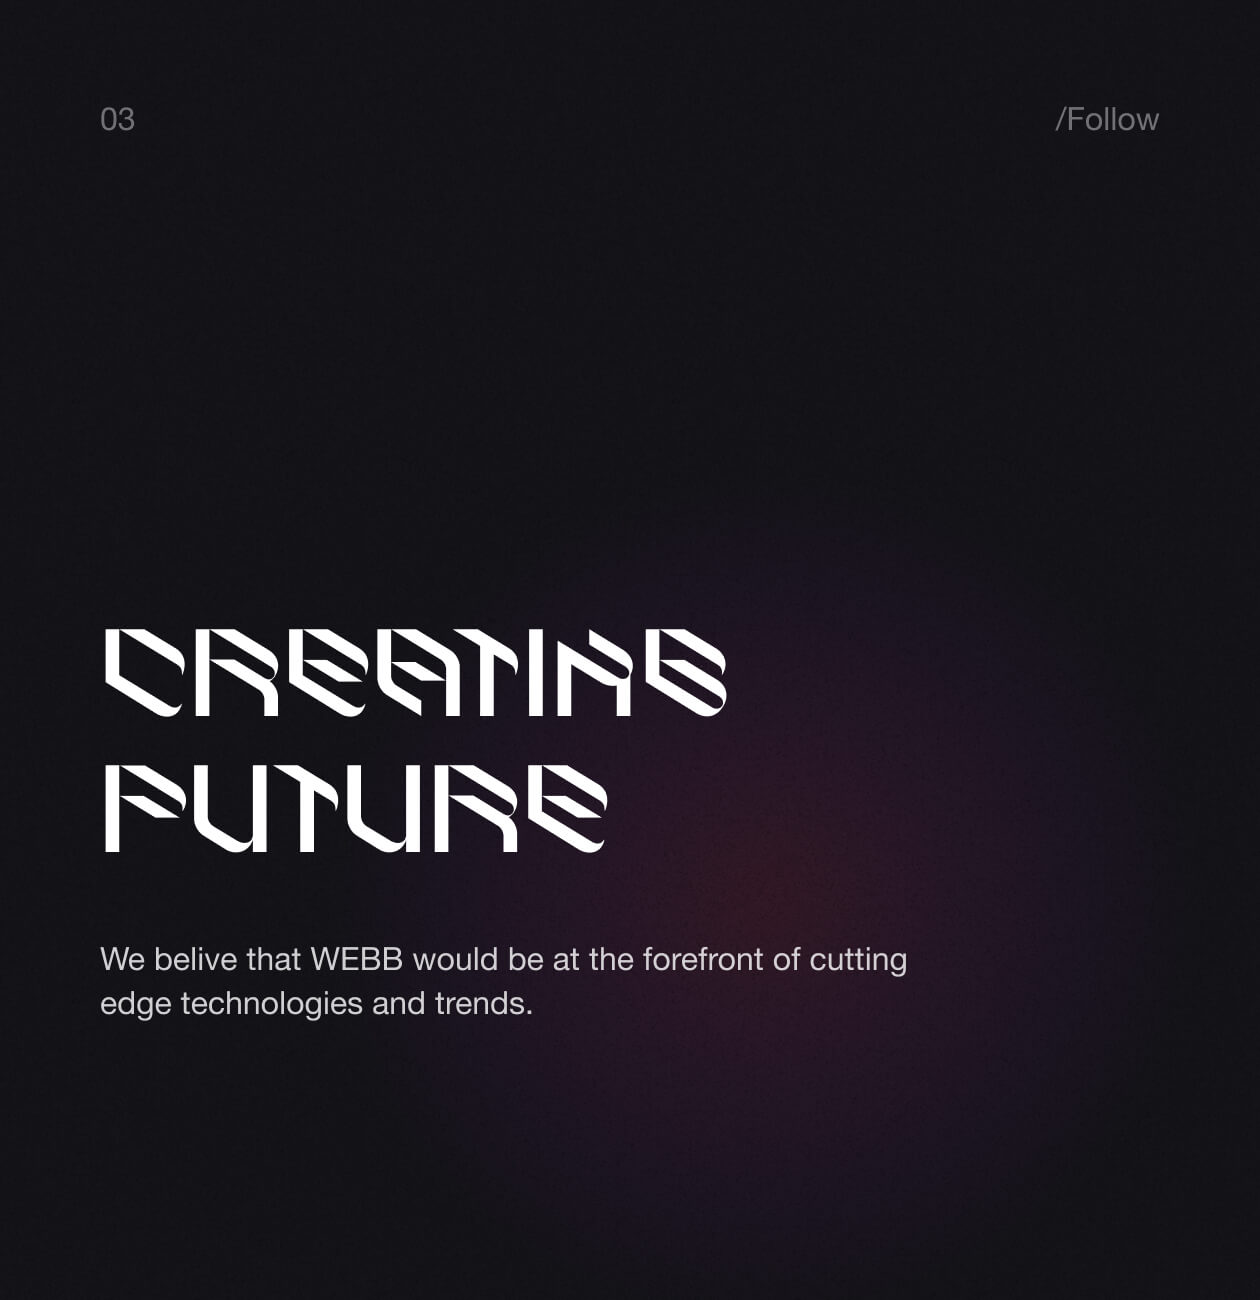 03
/Follow
CREATING
FUTURE
We belive that WEBB would be at the forefront of cutting
edge technologies and trends.